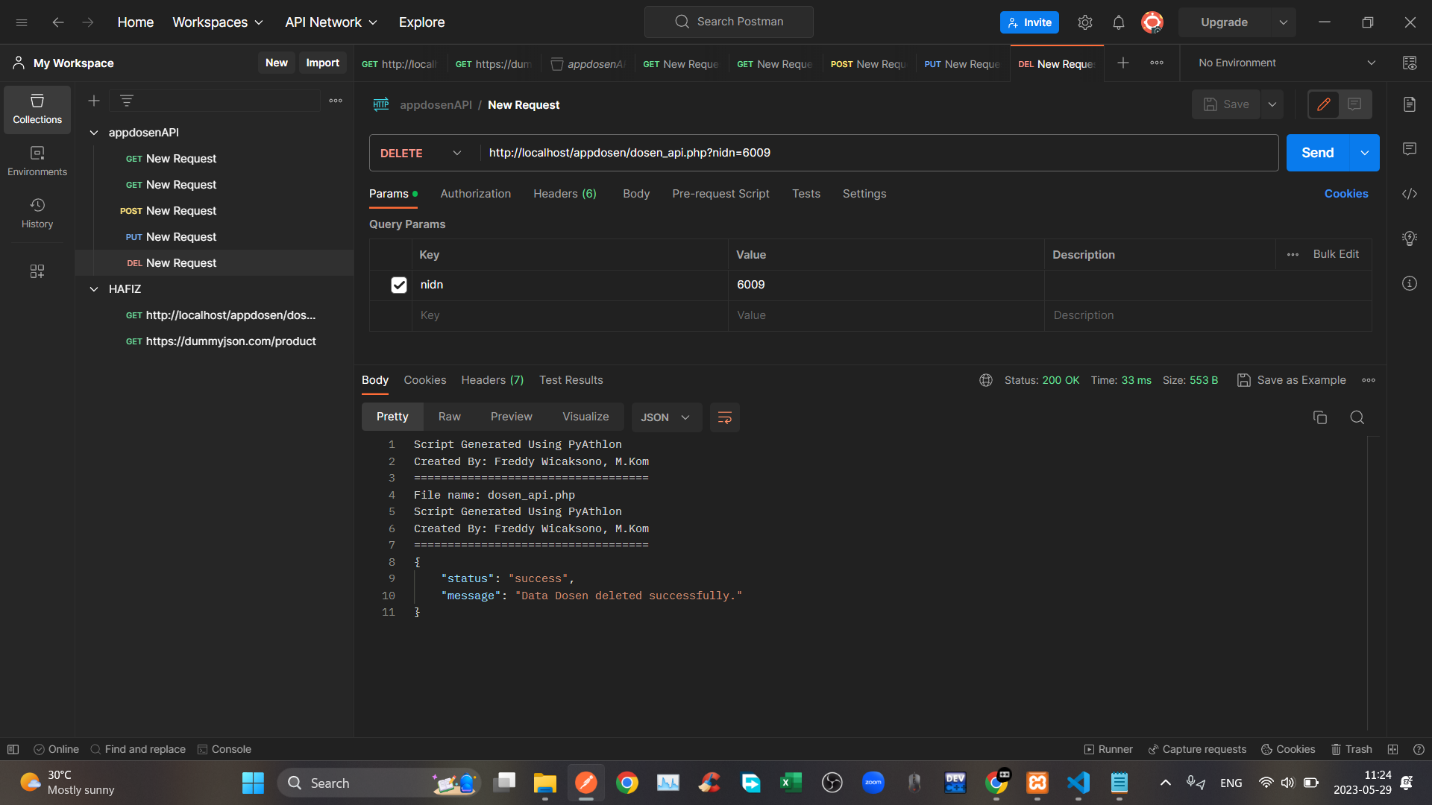 Home
Workspaces
API Network
Explore
Search Postman
Invite
Upgrade
My Workspace
New
Import
GET http://local
GET https://dum
appdosenA
GET New Reque
GET New Reque
POST New Requ
PUT New Reque
DEL New Reque
No Environment
Collections
Environments
History
appdosenAPI
GET New Request
GET New Request
POST New Request
PUT New Request
DEL New Request
HAFIZ
GET http://localhost/appdosen/dos...
GET https://dummyjson.com/product
HTTP appdosenAPI / New Request
Save
DELETE
http://localhost/appdosen/dosen_api.php?nidn=6009
Send
Params
Authorization
Headers (6)
Body
Pre-request Script
Tests
Settings
Cookies
Query Params
Key Value Description Bulk Edit
nidn 6009
Key Value Description
Body
Cookies
Headers (7)
Test Results
Status: 200 OK Time: 33 ms Size: 553 B
Save as Example
Pretty
Raw
Preview
Visualize
JSON
1 Script Generated Using PyAthlon
2 Created By: Freddy Wicaksono, M.Kom
3 ===================================
4 File name: dosen_api.php
5 Script Generated Using PyAthlon
6 Created By: Freddy Wicaksono, M.Kom
7 ===================================
8 {
9 "status": "success",
10 "message": "Data Dosen deleted successfully."
11 }
Online
Find and replace
Console
Runner
Capture requests
Cookies
Trash
30°C
Mostly sunny
Search
zoom
DEV
ENG
11:24
2023-05-29